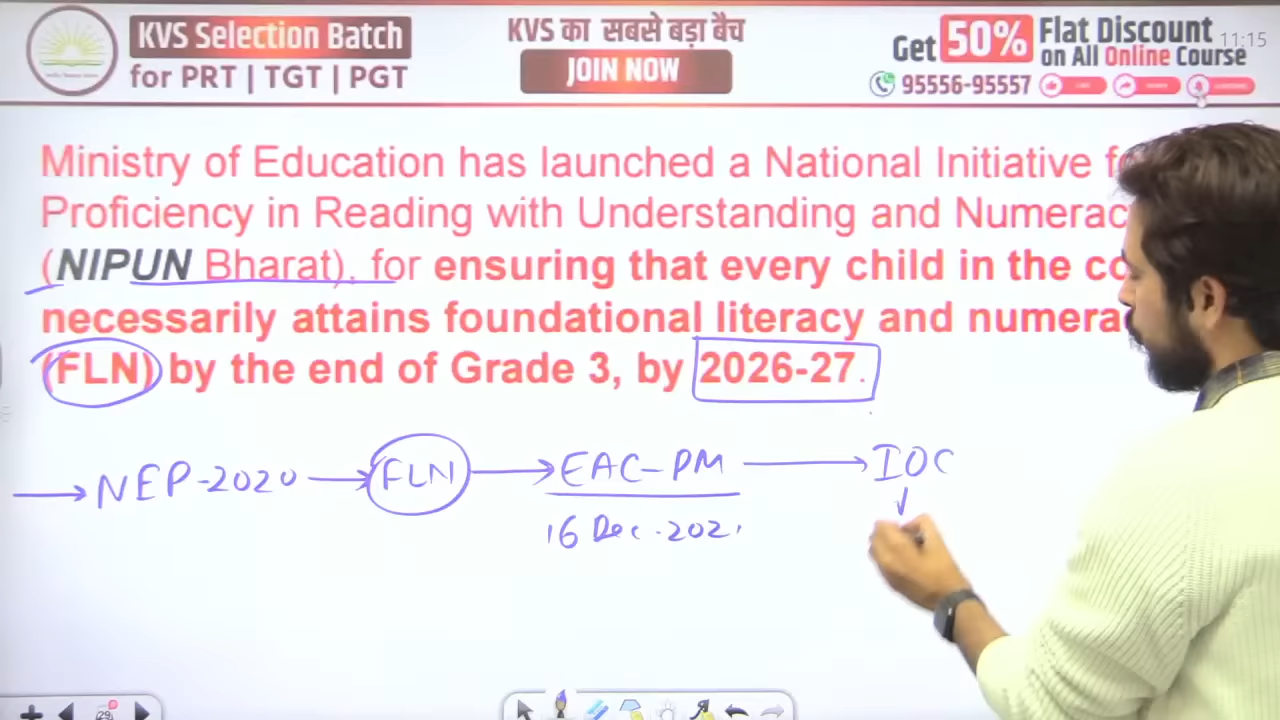 KVS Selection Batch
for PRT | TGT | PGT
KVS का सबसे बड़ा बैच
JOIN NOW
Get 50% Flat Discount
on All Online Course
11:15
95556-95557
Ministry of Education has launched a National Initiative f
Proficiency in Reading with Understanding and Numerac
(NIPUN Bharat), for ensuring that every child in the co
necessarily attains foundational literacy and numera
(FLN) by the end of Grade 3, by 2026-27.
NEP-2020 → FLN → EAC-PM → IOC
16 Dec. 2021
29